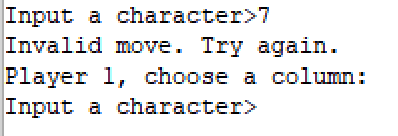 Input a character>7
Invalid move. Try again.
Player 1, choose a column:
Input a character>